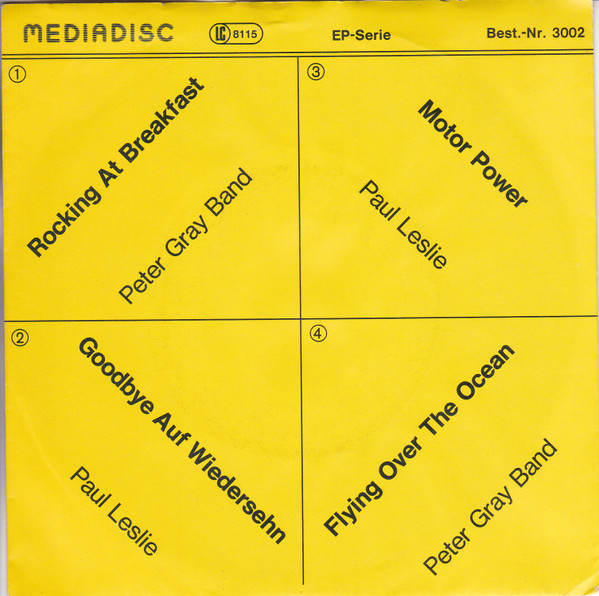 MEDIADISC
LC 8115
EP-Serie
Best.-Nr. 3002
1
Rocking At Breakfast
Peter Gray Band
2
Goodbye Auf Wiedersehn
Paul Leslie
3
Motor Power
Paul Leslie
4
Flying Over The Ocean
Peter Gray Band